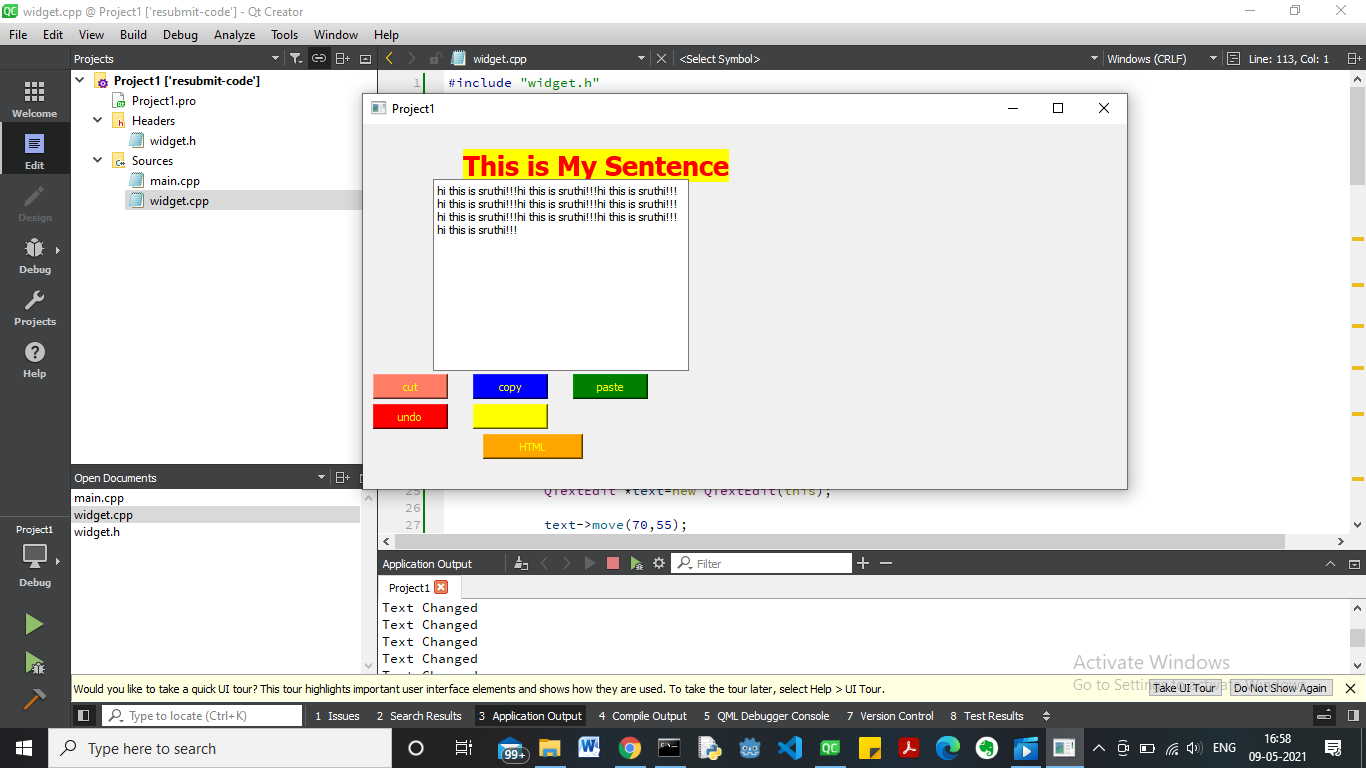 widget.cpp @ Project1 ['resubmit-code'] - Qt Creator
File Edit View Build Debug Analyze Tools Window Help
Projects
widget.cpp
<Select Symbol>
Windows (CRLF)
Line: 113, Col: 1
Welcome
Edit
Design
Debug
Projects
Help
Project1 ['resubmit-code']
Project1.pro
Headers
widget.h
Sources
main.cpp
widget.cpp
1 #include "widget.h"
Project1
This is My Sentence
hi this is sruthi!!!hi this is sruthi!!!hi this is sruthi!!!
hi this is sruthi!!!hi this is sruthi!!!hi this is sruthi!!!
hi this is sruthi!!!hi this is sruthi!!!hi this is sruthi!!!
hi this is sruthi!!!
cut copy paste
undo
HTML
25 QTextEdit *text=new QTextEdit(this);
26
27 text->move(70,55);
Open Documents
main.cpp
widget.cpp
widget.h
Project1
Debug
Application Output
Filter
Project1
Text Changed
Text Changed
Text Changed
Text Changed
Activate Windows
Would you like to take a quick UI tour? This tour highlights important user interface elements and shows how they are used. To take the tour later, select Help > UI Tour.
Take UI Tour
Do Not Show Again
Type to locate (Ctrl+K)
1 Issues 2 Search Results 3 Application Output 4 Compile Output 5 QML Debugger Console 7 Version Control 8 Test Results
Type here to search
99+
ENG
16:58
09-05-2021